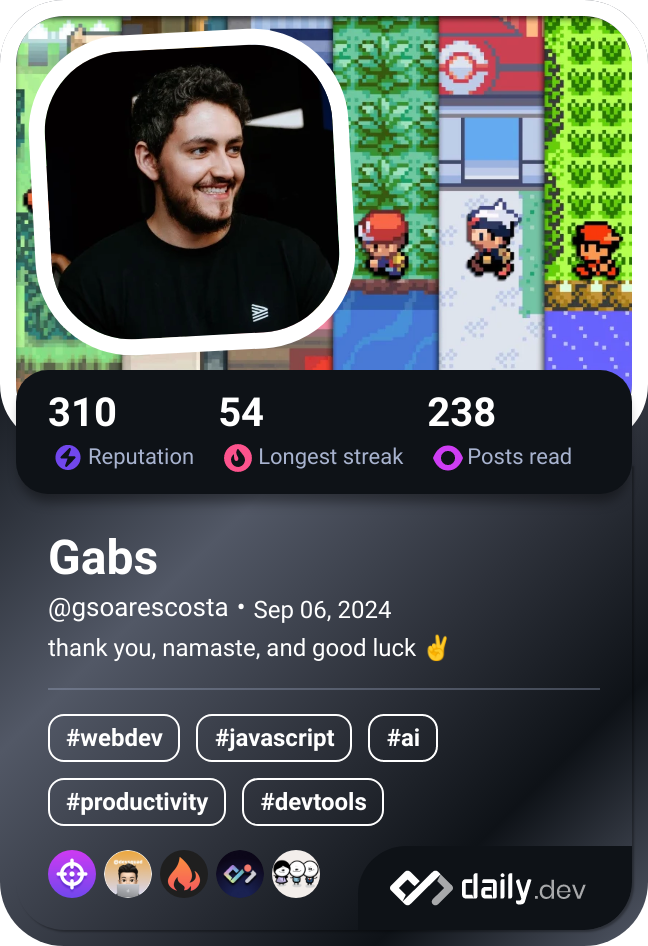 310 54 238
Reputation Longest streak Posts read
Gabs
@gsoarescosta • Sep 06, 2024
thank you, namaste, and good luck ✌️
#webdev #javascript #ai
#productivity #devtools
daily.dev